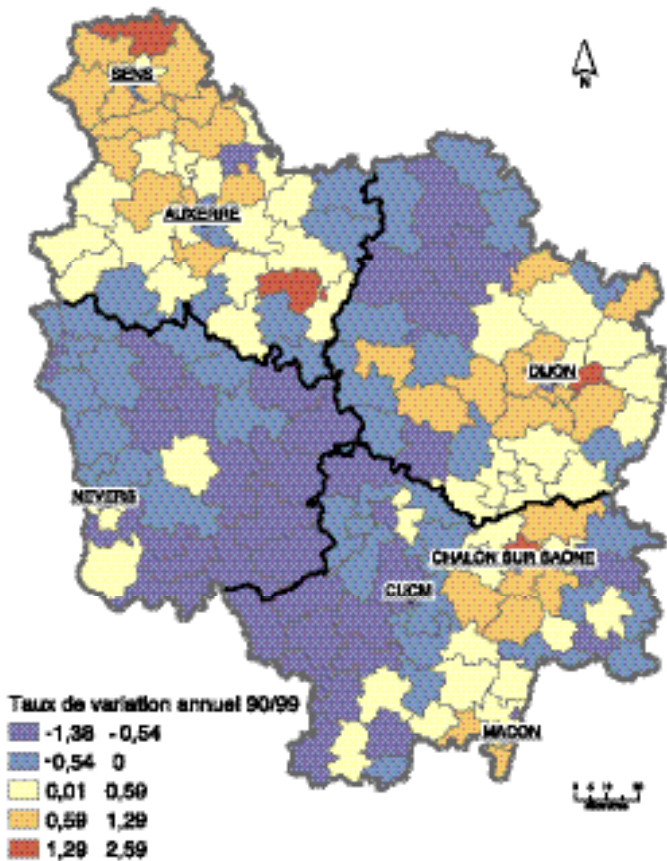 SENS
N
AUXERRE
DIJON
NEVERS
CHALON SUR SAONE
CUCM
MACON
Taux de variation annuel 90/99
-1,38 -0,54
-0,54 0
0,01 0,59
0,59 1,29
1,29 2,59